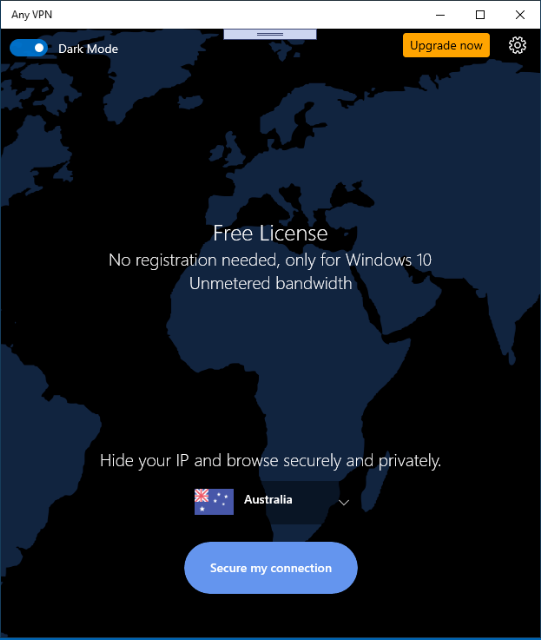 Any VPN
Dark Mode
Upgrade now
Free License
No registration needed, only for Windows 10
Unmetered bandwidth
Hide your IP and browse securely and privately.
Australia
Secure my connection